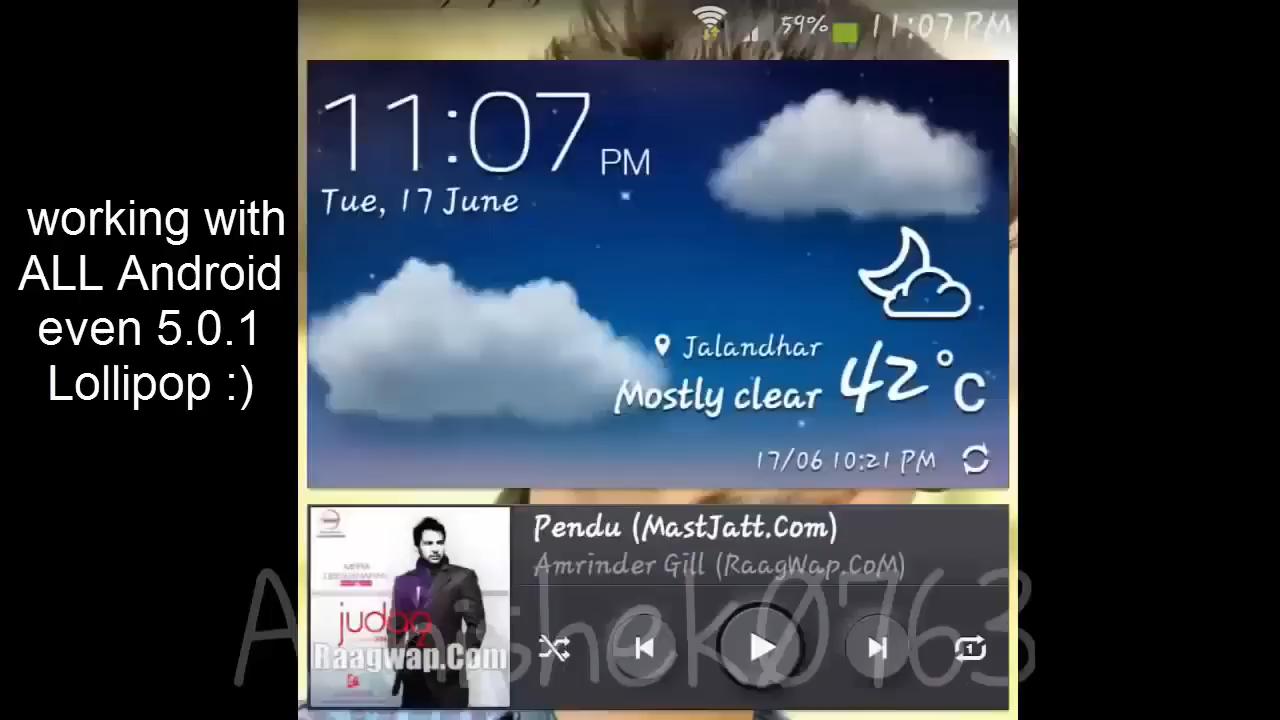 59% 11:07 PM
11:07 PM
Tue, 17 June
working with
ALL Android
even 5.0.1
Lollipop :)
Jalandhar
Mostly clear 42°C
17/06 10:21 PM
Pendu (MastJatt.Com)
Amrinder Gill (RaagWap.CoM)
judaa
Raagwap.Com
1